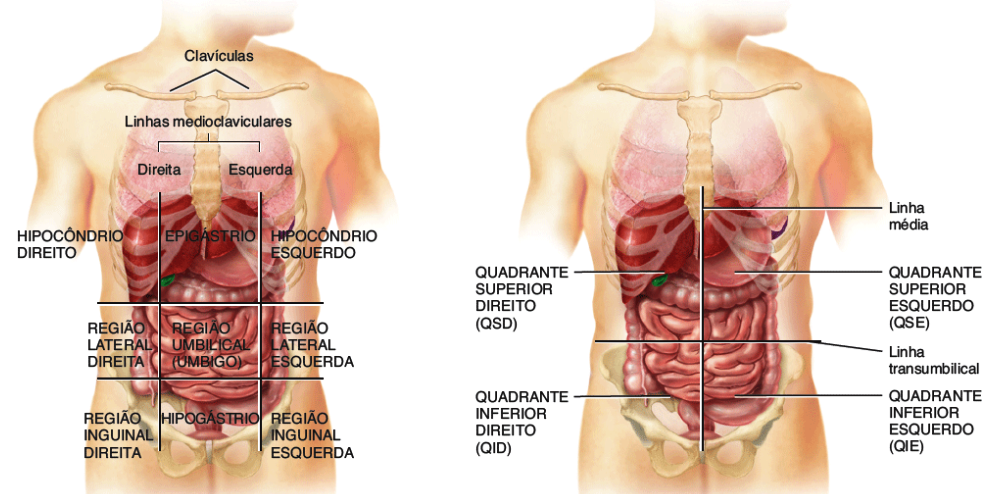 Clavículas
Linhas medioclaviculares
Direita
Esquerda
HIPOCÔNDRIO
DIREITO
EPIGÁSTRIO
HIPOCÔNDRIO
ESQUERDO
REGIÃO
LATERAL
DIREITA
REGIÃO
UMBILICAL
(UMBIGO)
REGIÃO
LATERAL
ESQUERDA
REGIÃO
INGUINAL
DIREITA
HIPOGÁSTRIO
REGIÃO
INGUINAL
ESQUERDA
Linha
média
QUADRANTE
SUPERIOR
DIREITO
(QSD)
QUADRANTE
SUPERIOR
ESQUERDO
(QSE)
Linha
transumbilical
QUADRANTE
INFERIOR
DIREITO
(QID)
QUADRANTE
INFERIOR
ESQUERDO
(QIE)